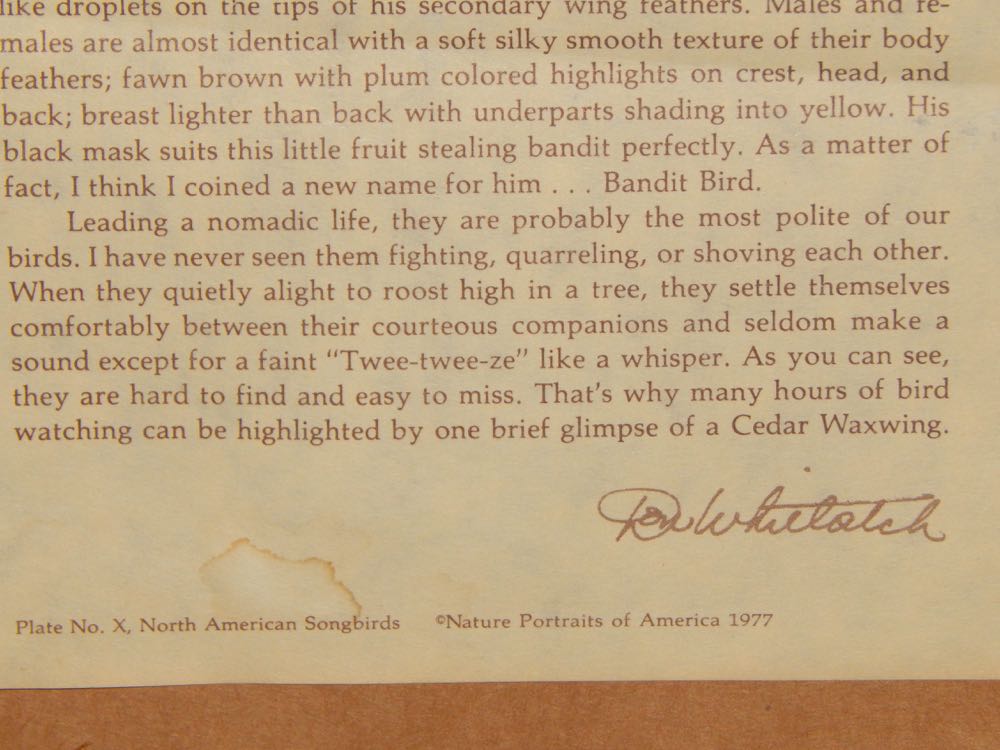 like droplets on the tips of his secondary wing feathers. Males and fe-
males are almost identical with a soft silky smooth texture of their body
feathers; fawn brown with plum colored highlights on crest, head, and
back; breast lighter than back with underparts shading into yellow. His
black mask suits this little fruit stealing bandit perfectly. As a matter of
fact, I think I coined a new name for him . . . Bandit Bird.
Leading a nomadic life, they are probably the most polite of our
birds. I have never seen them fighting, quarreling, or shoving each other.
When they quietly alight to roost high in a tree, they settle themselves
comfortably between their courteous companions and seldom make a
sound except for a faint “Twee-twee-ze” like a whisper. As you can see,
they are hard to find and easy to miss. That’s why many hours of bird
watching can be highlighted by one brief glimpse of a Cedar Waxwing.
Don Whitlatch
Plate No. X, North American Songbirds ©Nature Portraits of America 1977